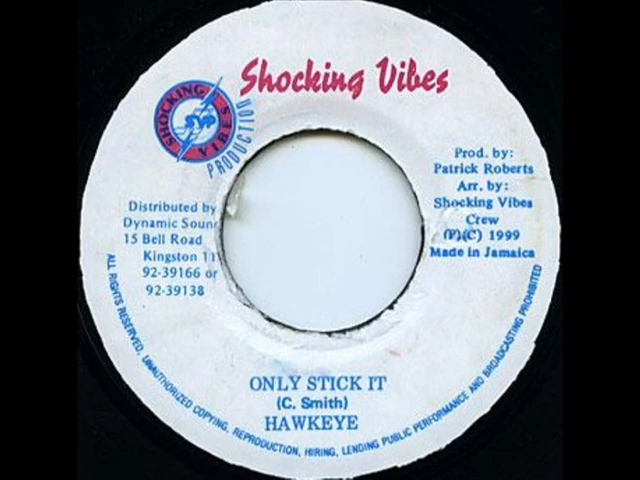 Shocking Vibes
SHOCKING VIBES
SVP
PRODUCTION
Prod. by:
Patrick Roberts
Arr. by:
Shocking Vibes
Crew
(P)(C) 1999
Made in Jamaica
Distributed by
Dynamic Soun
15 Bell Road
Kingston 11
92-39166 or
92-39138
ONLY STICK IT
(C. Smith)
HAWKEYE
ALL RIGHTS RESERVED, UNAUTHORIZED COPYING, REPRODUCTION, HIRING, LENDING PUBLIC PERFORMANCE AND BROADCASTING PROHIBITED